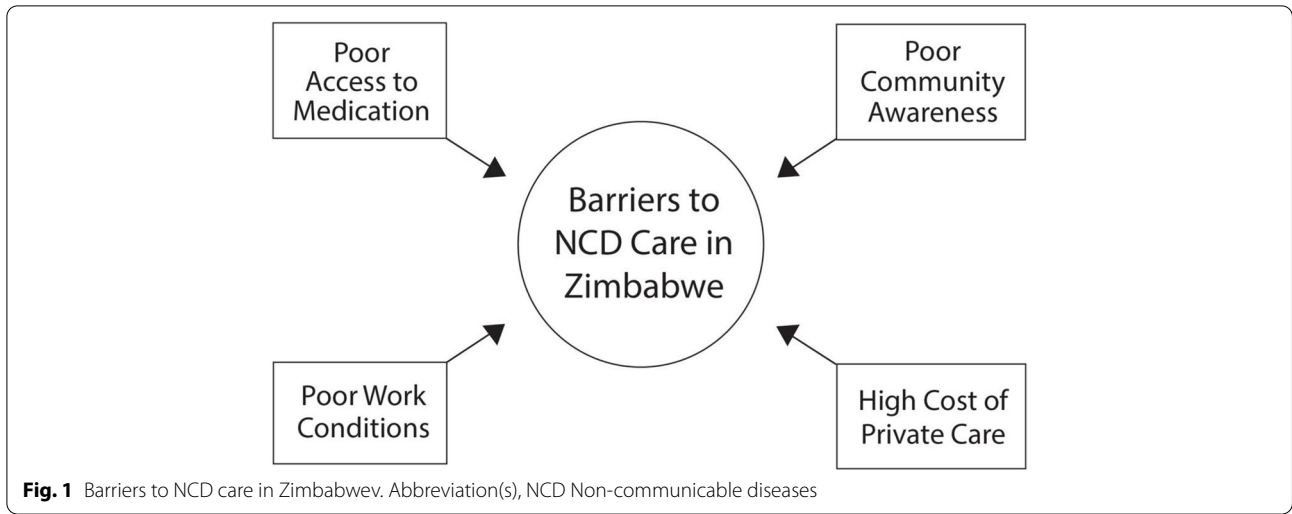 Poor
Access to
Medication
Poor
Community
Awareness
Barriers to
NCD Care in
Zimbabwe
Poor Work
Conditions
High Cost of
Private Care
Fig. 1 Barriers to NCD care in Zimbabwev. Abbreviation(s), NCD Non-communicable diseases